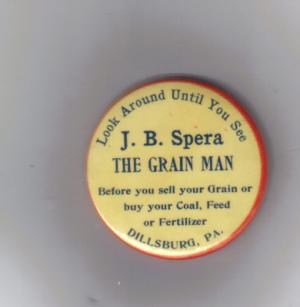 Look Around Until You See
J. B. Spera
THE GRAIN MAN
Before you sell your Grain or
buy your Coal, Feed
or Fertilizer
DILLSBURG, PA.